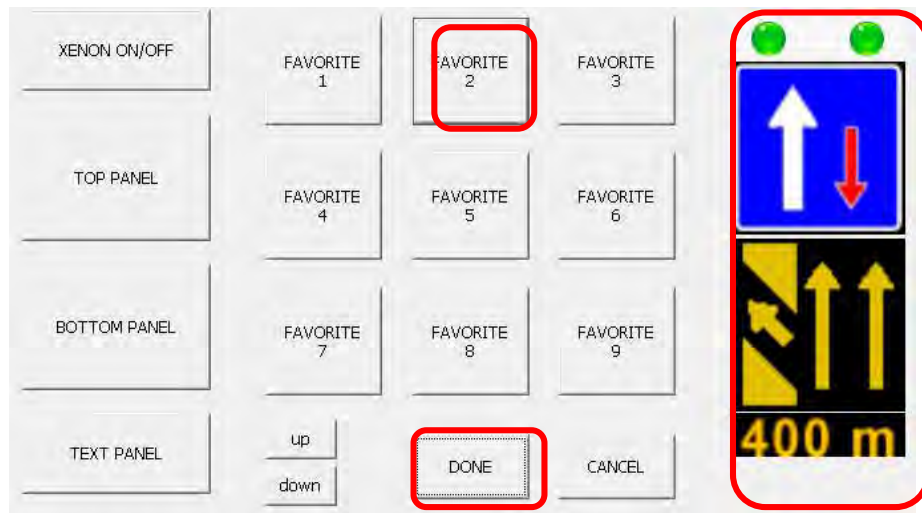 XENON ON/OFF
FAVORITE
1
FAVORITE
2
FAVORITE
3
TOP PANEL
FAVORITE
4
FAVORITE
5
FAVORITE
6
BOTTOM PANEL
FAVORITE
7
FAVORITE
8
FAVORITE
9
TEXT PANEL
up
down
DONE
CANCEL
400 m